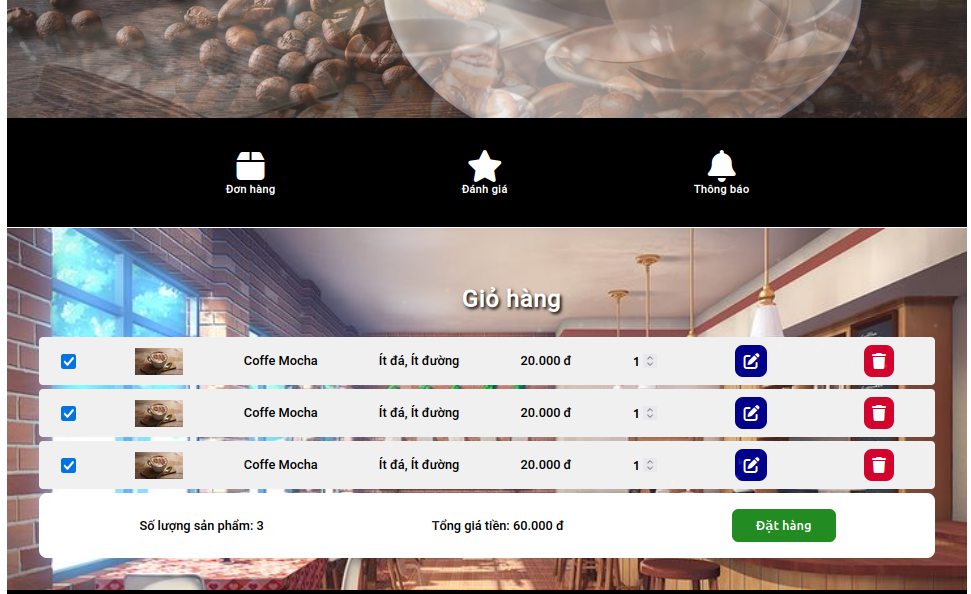 Đơn hàng Đánh giá Thông báo
Giỏ hàng
Coffe Mocha Ít đá, Ít đường 20.000 đ 1
Coffe Mocha Ít đá, Ít đường 20.000 đ 1
Coffe Mocha Ít đá, Ít đường 20.000 đ 1
Số lượng sản phẩm: 3 Tổng giá tiền: 60.000 đ Đặt hàng